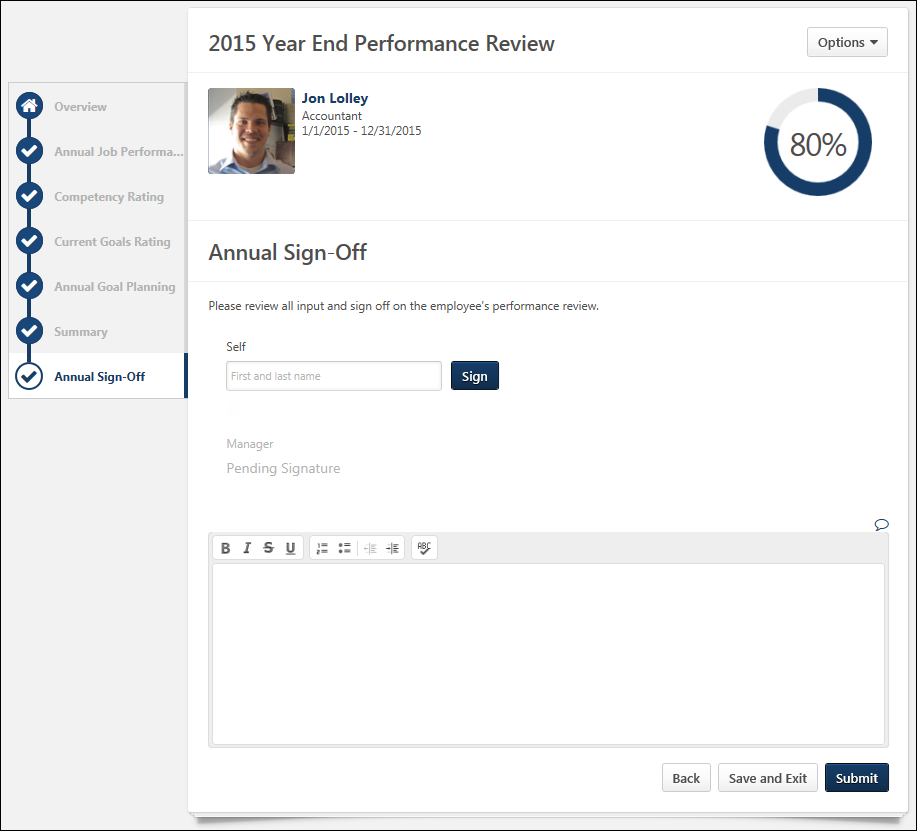 2015 Year End Performance Review
Options
Overview
Annual Job Performa...
Competency Rating
Current Goals Rating
Annual Goal Planning
Summary
Annual Sign-Off
Jon Lolley
Accountant
1/1/2015 - 12/31/2015
80%
Annual Sign-Off
Please review all input and sign off on the employee's performance review.
Self
First and last name
Sign
Manager
Pending Signature
B I S U ABC
Back Save and Exit Submit